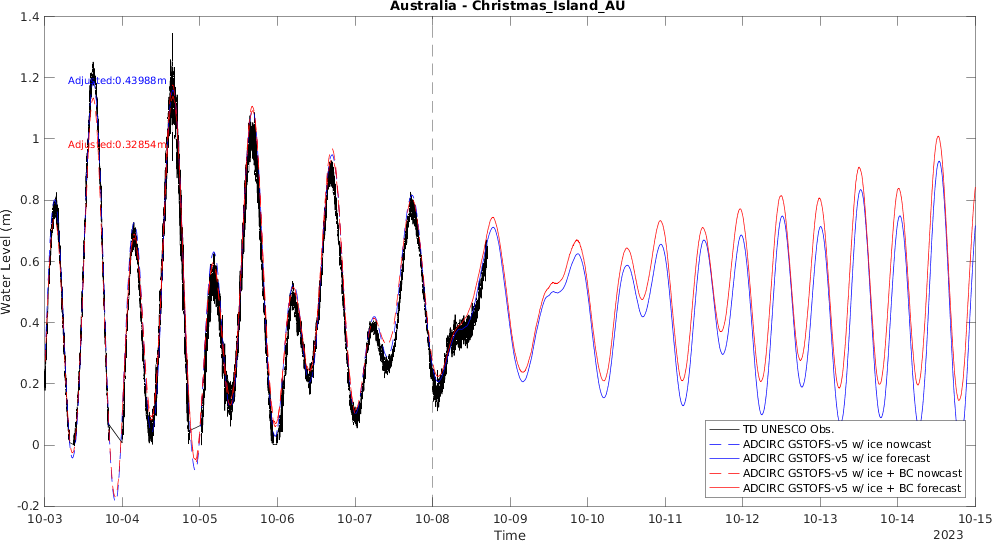 Australia - Christmas_Island_AU
1.4
1.2
1
0.8
0.6
0.4
0.2
0
-0.2
Water Level (m)
Adjusted:0.43988m
Adjusted:0.32854m
TD UNESCO Obs.
ADCIRC GSTOFS-v5 w/ ice nowcast
ADCIRC GSTOFS-v5 w/ ice forecast
ADCIRC GSTOFS-v5 w/ ice + BC nowcast
ADCIRC GSTOFS-v5 w/ ice + BC forecast
10-03 10-04 10-05 10-06 10-07 10-08 10-09 10-10 10-11 10-12 10-13 10-14 10-15
Time
2023